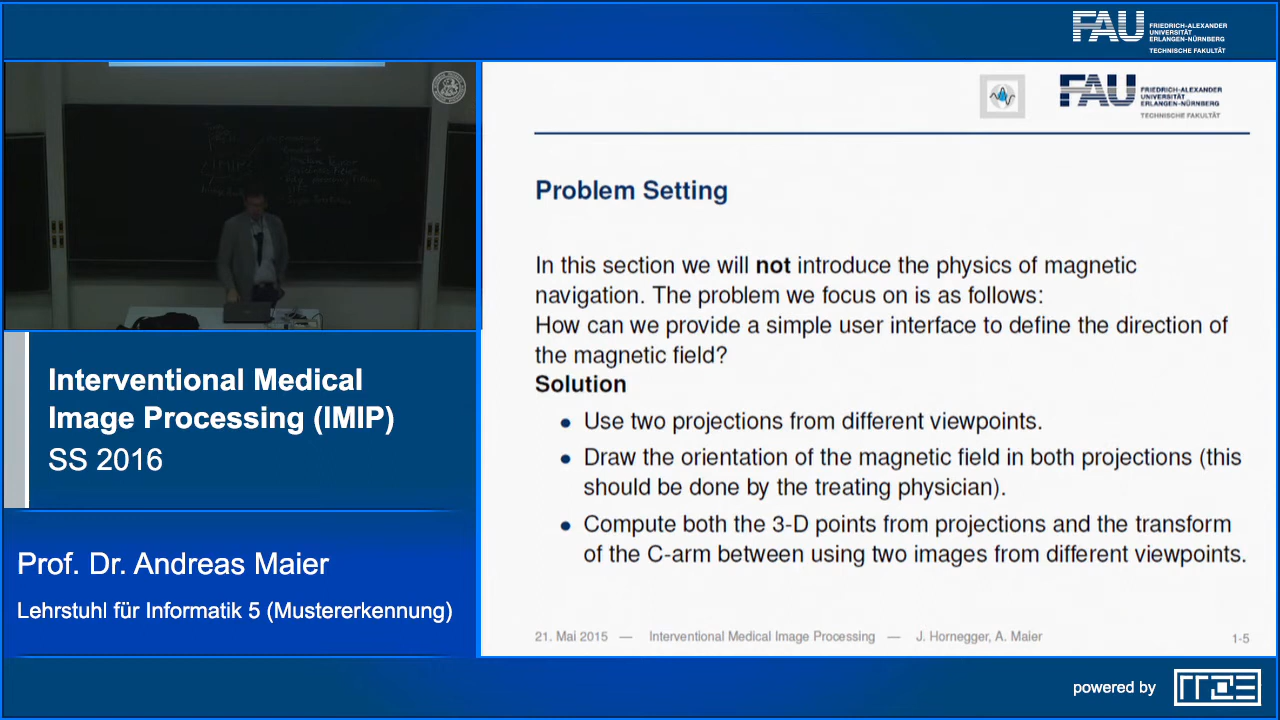 FAU
FRIEDRICH-ALEXANDER
UNIVERSITÄT
ERLANGEN-NÜRNBERG
TECHNISCHE FAKULTÄT
FAU
FRIEDRICH-ALEXANDER
UNIVERSITÄT
ERLANGEN-NÜRNBERG
TECHNISCHE FAKULTÄT
Problem Setting
In this section we will not introduce the physics of magnetic
navigation. The problem we focus on is as follows:
How can we provide a simple user interface to define the direction of
the magnetic field?
Solution
• Use two projections from different viewpoints.
• Draw the orientation of the magnetic field in both projections (this
should be done by the treating physician).
• Compute both the 3-D points from projections and the transform
of the C-arm between using two images from different viewpoints.
21. Mai 2015 — Interventional Medical Image Processing — J. Hornegger, A. Maier 1-5
Interventional Medical
Image Processing (IMIP)
SS 2016
Prof. Dr. Andreas Maier
Lehrstuhl für Informatik 5 (Mustererkennung)
powered by